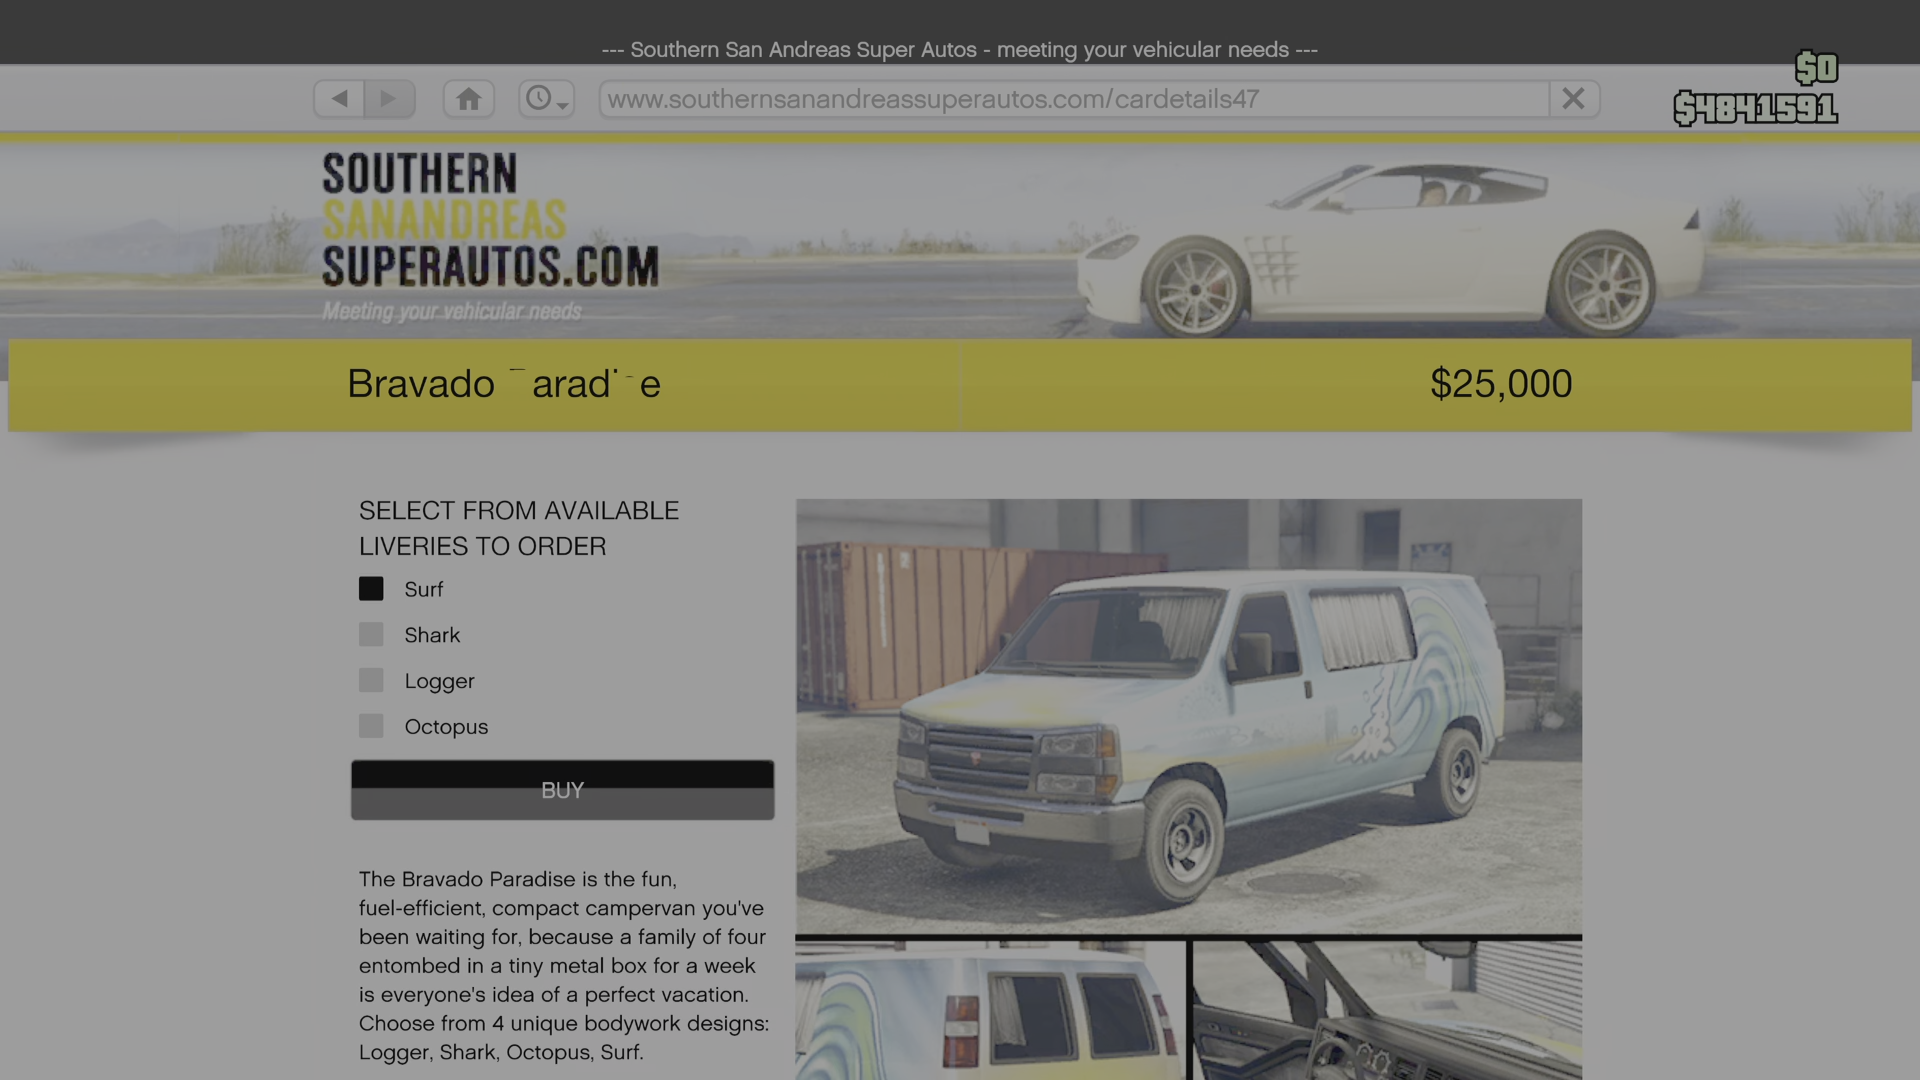 --- Southern San Andreas Super Autos - meeting your vehicular needs ---
$0
www.southernsanandreassuperautos.com/cardetails47
$4841591
SOUTHERN
SANANDREAS
SUPERAUTOS.COM
Meeting your vehicular needs
Bravado
$25,000
SELECT FROM AVAILABLE
LIVERIES TO ORDER
Surf
Shark
Logger
Octopus
BUY
The Bravado Paradise is the fun,
fuel-efficient, compact campervan you've
been waiting for, because a family of four
entombed in a tiny metal box for a week
is everyone's idea of a perfect vacation.
Choose from 4 unique bodywork designs:
Logger, Shark, Octopus, Surf.